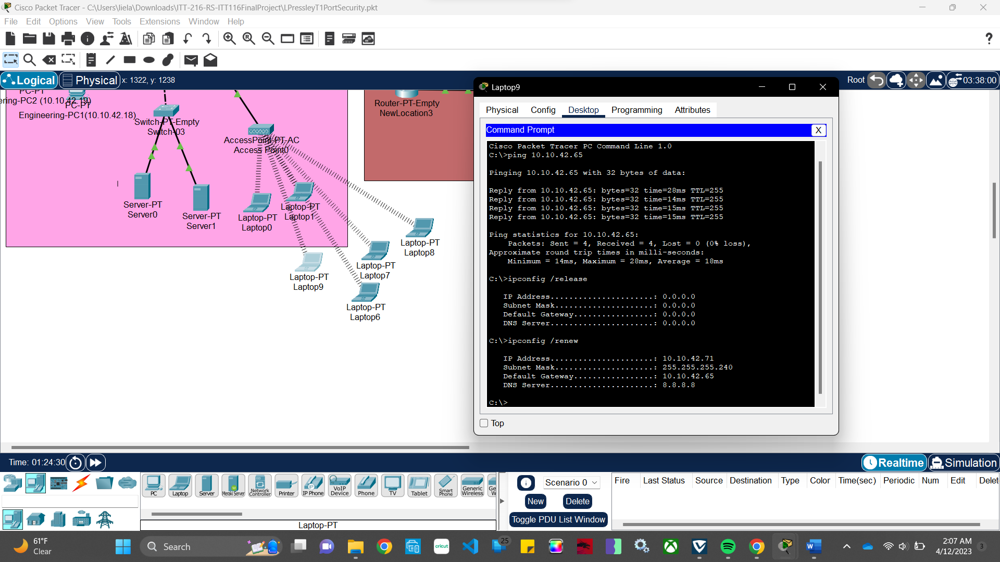 Cisco Packet Tracer - C:\Users\liela\Downloads\ITT-216-RS-ITT116FinalProject\LPressleyT1PortSecurity.pkt
File Edit Options View Tools Extensions Window Help
Logical Physical x: 1322, y: 1238
Root 03:38:00
PC-PT
ering-PC2 (10.10.42.19)
PC-PT
Engineering-PC1(10.10.42.18)
Switch-PT-Empty
Switch-03
AccessPoint-PT-AC
Access Point0
Router-PT-Empty
NewLocation3
Server-PT
Server0
Server-PT
Server1
Laptop-PT
Laptop0
Laptop-PT
Laptop1
Laptop-PT
Laptop8
Laptop-PT
Laptop7
Laptop-PT
Laptop9
Laptop-PT
Laptop6
Laptop9
Physical Config Desktop Programming Attributes
Command Prompt
X
Cisco Packet Tracer PC Command Line 1.0
C:\>ping 10.10.42.65
Pinging 10.10.42.65 with 32 bytes of data:
Reply from 10.10.42.65: bytes=32 time=28ms TTL=255
Reply from 10.10.42.65: bytes=32 time=14ms TTL=255
Reply from 10.10.42.65: bytes=32 time=15ms TTL=255
Reply from 10.10.42.65: bytes=32 time=15ms TTL=255
Ping statistics for 10.10.42.65:
Packets: Sent = 4, Received = 4, Lost = 0 (0% loss),
Approximate round trip times in milli-seconds:
Minimum = 14ms, Maximum = 28ms, Average = 18ms
C:\>ipconfig /release
IP Address......................: 0.0.0.0
Subnet Mask.....................: 0.0.0.0
Default Gateway.................: 0.0.0.0
DNS Server......................: 0.0.0.0
C:\>ipconfig /renew
IP Address......................: 10.10.42.71
Subnet Mask.....................: 255.255.255.240
Default Gateway.................: 10.10.42.65
DNS Server......................: 8.8.8.8
C:\>
Top
Time: 01:24:30
Realtime Simulation
PC Laptop Server Meraki Server Network Controller Printer IP Phone VoIP Device Phone TV Tablet Smart Phone Generic Wireless Ge W
Laptop-PT
Scenario 0
New Delete
Toggle PDU List Window
Fire Last Status Source Destination Type Color Time(sec) Periodic Num Edit Delet
61°F
Clear
Search
cricut
25
2:07 AM
4/12/2023
3